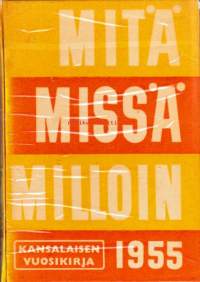 MITÄ
MISSÄ
MILLOIN
KANSALAISEN
VUOSIKIRJA
1955